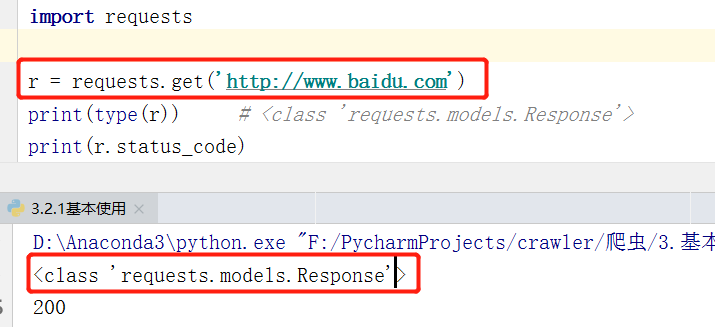 import requests
r = requests.get('http://www.baidu.com')
print(type(r))     # <class 'requests.models.Response'>
print(r.status_code)
3.2.1基本使用 ×
D:\Anaconda3\python.exe "F:/PycharmProjects/crawler/爬虫/3.基本
<class 'requests.models.Response'>
200